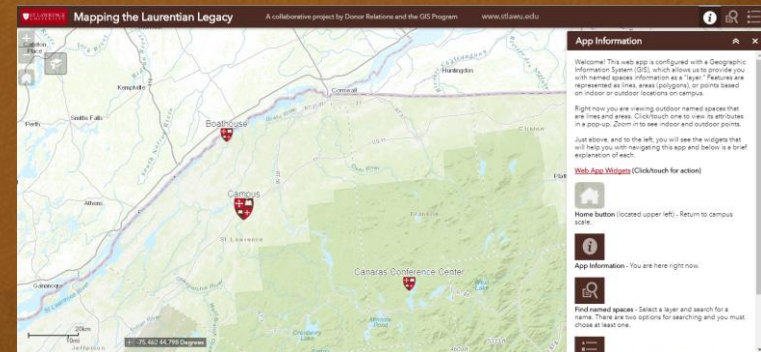 ST. LAWRENCE Mapping the Laurentian Legacy A collaborative project by Donor Relations and the GIS Program www.stlawu.edu
App Information
Welcome! This web app is configured with a Geographic
Information System (GIS), which allows us to provide you
with named spaces information as a "layer." Features are
represented as lines, areas (polygons), or points based
on indoor or outdoor locations on campus.
Right now you are viewing outdoor named spaces that
are lines and areas. Click/touch one to view its attributes
in a pop-up. Zoom in to see indoor and outdoor points.
Just above, and to the left, you will see the widgets that
will help you with navigating this app and below is a brief
explanation of each.
Web App Widgets (Click/touch for action)
Home button (located upper left) - Return to campus
scale.
App Information - You are here right now.
Find named spaces - Select a layer and search for a
name. There are two options for searching and you must
chose at least one.
Carleton
Place
Kemptville
Huntingdon
Cornwall
Perth
Smiths Falls
Boathouse
Clinton
Athens
Campus
Franklin
St Lawrence
Canaras Conference Center
Gananoque
20km
10mi
-75.462 44.798 Degrees
Jefferson